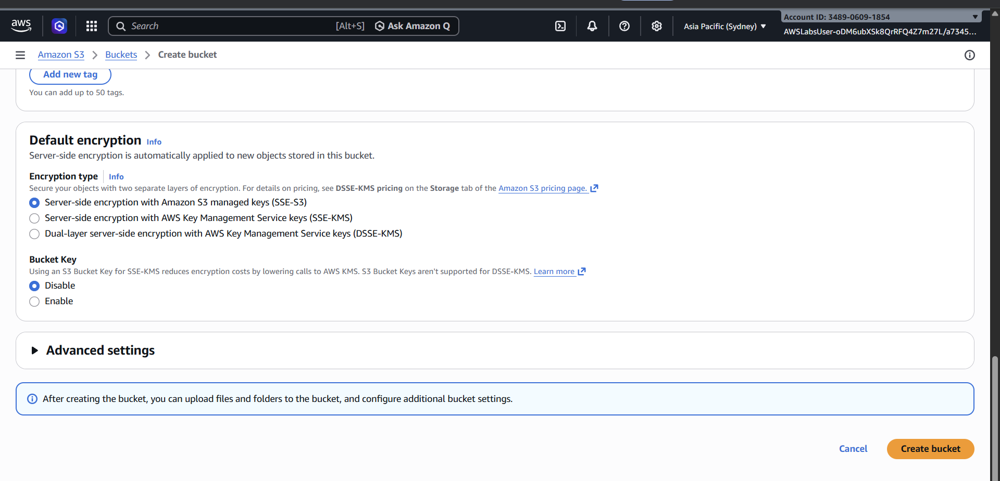 aws
Search [Alt+S] Ask Amazon Q
Asia Pacific (Sydney)
Account ID: 3489-0609-1854
AWSLabsUser-oDM6ubXSk8QrRFQ4Z7m27L/a7345...
Amazon S3 > Buckets > Create bucket
Add new tag
You can add up to 50 tags.
Default encryption Info
Server-side encryption is automatically applied to new objects stored in this bucket.
Encryption type Info
Secure your objects with two separate layers of encryption. For details on pricing, see DSSE-KMS pricing on the Storage tab of the Amazon S3 pricing page.
Server-side encryption with Amazon S3 managed keys (SSE-S3)
Server-side encryption with AWS Key Management Service keys (SSE-KMS)
Dual-layer server-side encryption with AWS Key Management Service keys (DSSE-KMS)
Bucket Key
Using an S3 Bucket Key for SSE-KMS reduces encryption costs by lowering calls to AWS KMS. S3 Bucket Keys aren't supported for DSSE-KMS. Learn more
Disable
Enable
Advanced settings
After creating the bucket, you can upload files and folders to the bucket, and configure additional bucket settings.
Cancel
Create bucket